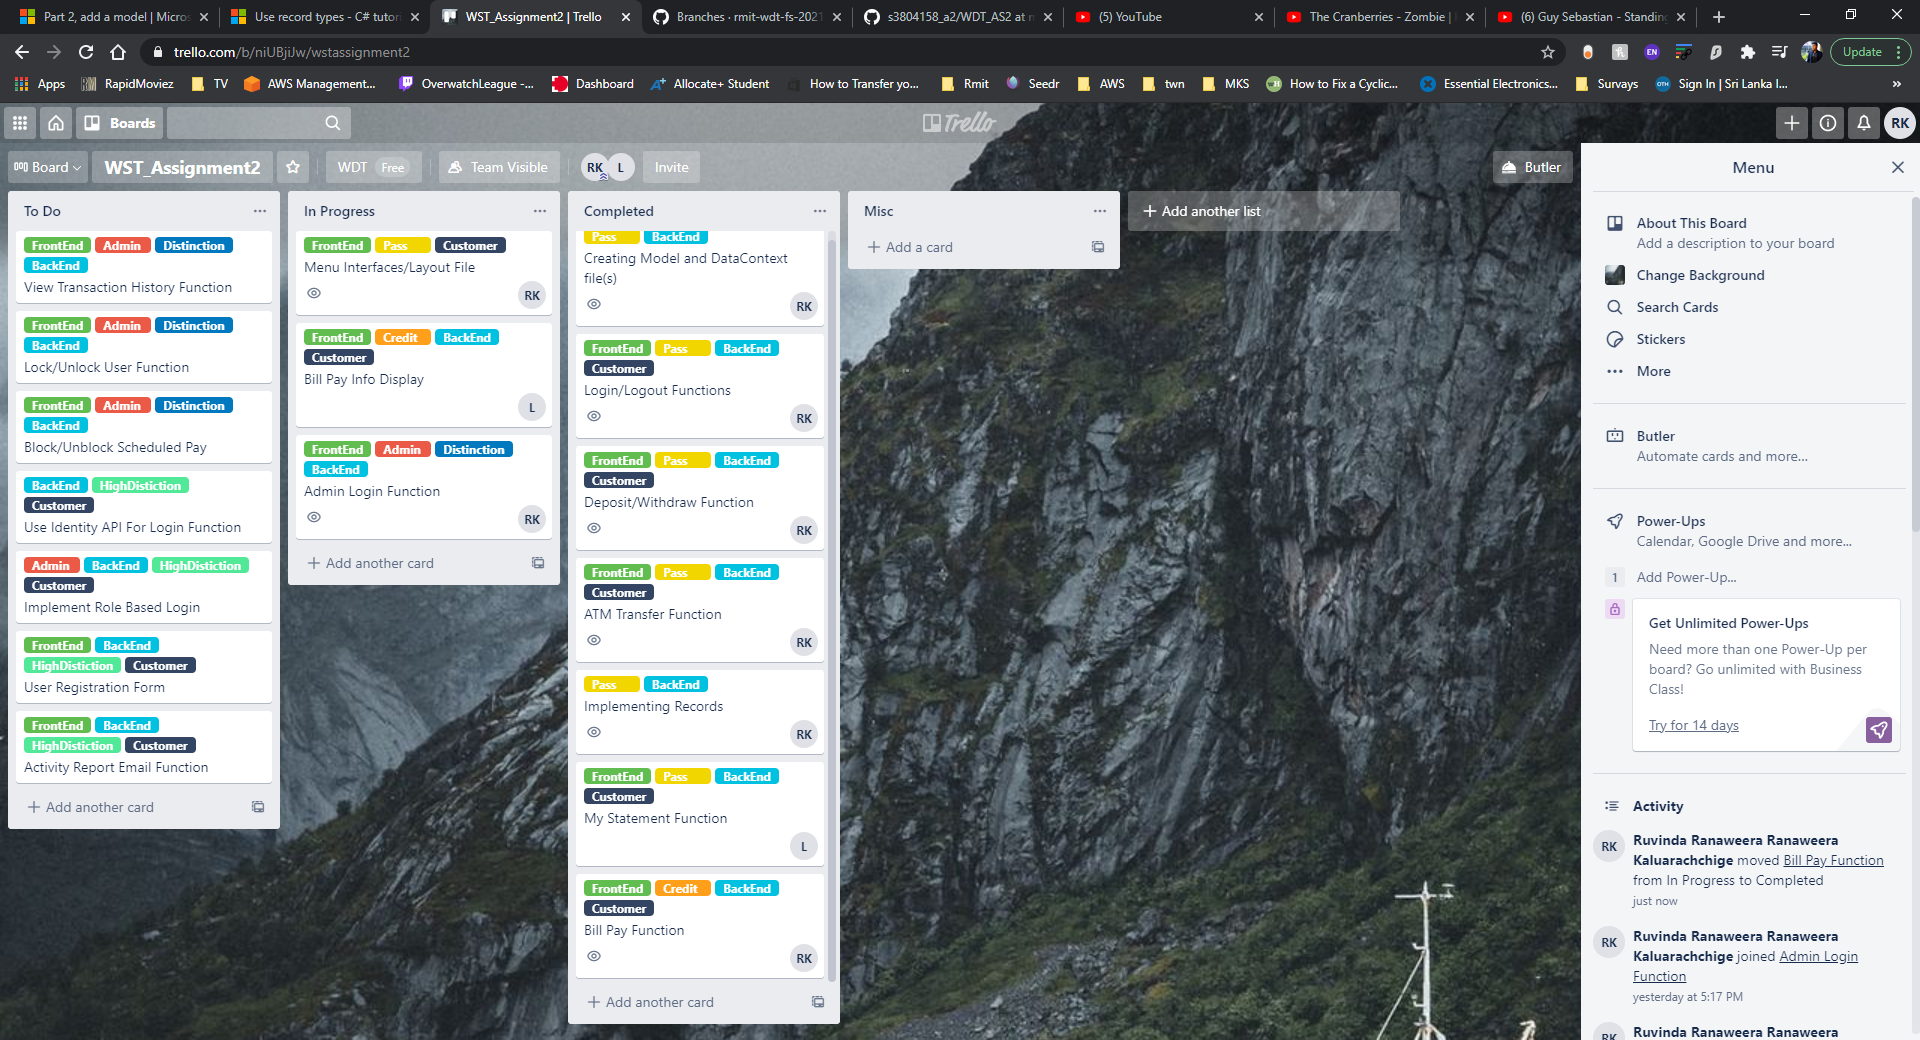 Part 2, add a model | Micros
Use record types - C# tutori
WST_Assignment2 | Trello
Branches · rmit-wdt-fs-2021
s3804158_a2/WDT_AS2 at m
(5) YouTube
The Cranberries - Zombie |
(6) Guy Sebastian - Standing
trello.com/b/niUBjiJw/wstassignment2
Update
Apps
RapidMoviez
TV
AWS Management...
OverwatchLeague -...
Dashboard
Allocate+ Student
How to Transfer yo...
Rmit
Seedr
AWS
twn
MKS
How to Fix a Cyclic...
Essential Electronics...
Survays
Sign In | Sri Lanka I...
Boards
Trello
RK
Board
WST_Assignment2
WDT Free
Team Visible
RK L
Invite
Butler
To Do
FrontEnd Admin Distinction
BackEnd
View Transaction History Function
FrontEnd Admin Distinction
BackEnd
Lock/Unlock User Function
FrontEnd Admin Distinction
BackEnd
Block/Unblock Scheduled Pay
BackEnd HighDistiction
Customer
Use Identity API For Login Function
Admin BackEnd HighDistiction
Customer
Implement Role Based Login
FrontEnd BackEnd
HighDistiction Customer
User Registration Form
FrontEnd BackEnd
HighDistiction Customer
Activity Report Email Function
+ Add another card
In Progress
FrontEnd Pass Customer
Menu Interfaces/Layout File
RK
FrontEnd Credit BackEnd
Customer
Bill Pay Info Display
L
FrontEnd Admin Distinction
BackEnd
Admin Login Function
RK
+ Add another card
Completed
Pass BackEnd
Creating Model and DataContext
file(s)
RK
FrontEnd Pass BackEnd
Customer
Login/Logout Functions
RK
FrontEnd Pass BackEnd
Customer
Deposit/Withdraw Function
RK
FrontEnd Pass BackEnd
Customer
ATM Transfer Function
RK
Pass BackEnd
Implementing Records
RK
FrontEnd Pass BackEnd
Customer
My Statement Function
L
FrontEnd Credit BackEnd
Customer
Bill Pay Function
RK
+ Add another card
Misc
+ Add a card
+ Add another list
Menu
About This Board
Add a description to your board
Change Background
Search Cards
Stickers
More
Butler
Automate cards and more...
Power-Ups
Calendar, Google Drive and more...
1 Add Power-Up...
Get Unlimited Power-Ups
Need more than one Power-Up per
board? Go unlimited with Business
Class!
Try for 14 days
Activity
RK
Ruvinda Ranaweera Ranaweera
Kaluarachchige moved Bill Pay Function
from In Progress to Completed
just now
RK
Ruvinda Ranaweera Ranaweera
Kaluarachchige joined Admin Login
Function
yesterday at 5:17 PM
RK
Ruvinda Ranaweera Ranaweera